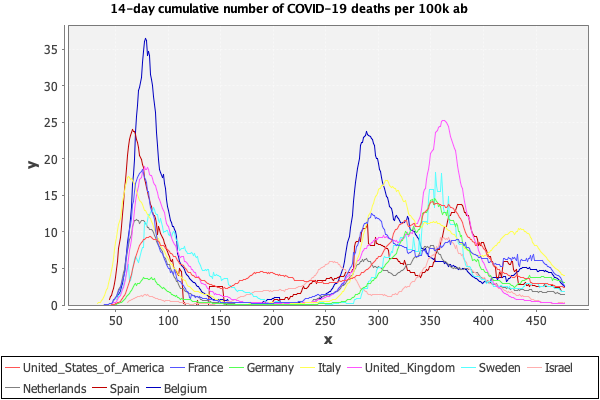 14-day cumulative number of COVID-19 deaths per 100k ab
y
35
30
25
20
15
10
5
0
50 100 150 200 250 300 350 400 450
x
United_States_of_America France Germany Italy United_Kingdom Sweden Israel
Netherlands Spain Belgium